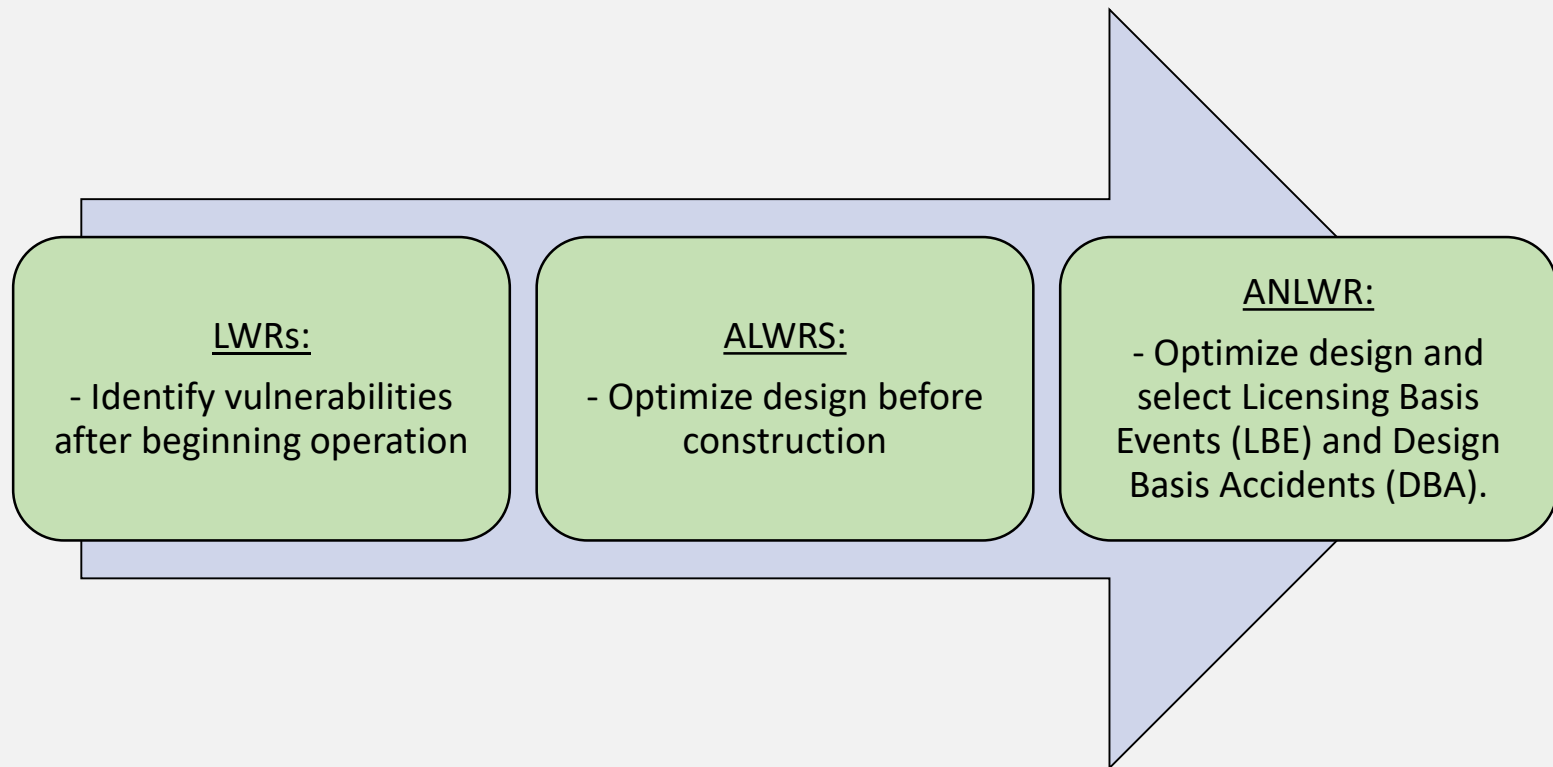 LWRs:
- Identify vulnerabilities
after beginning operation
ALWRS:
- Optimize design before
construction
ANLWR:
- Optimize design and
select Licensing Basis
Events (LBE) and Design
Basis Accidents (DBA).